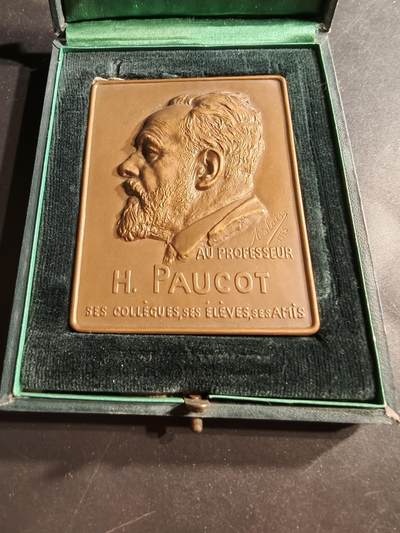 AU PROFESSEUR
H. PAUCOT
SES COLLÈGUES, SES ÉLÈVES, SES AMIS